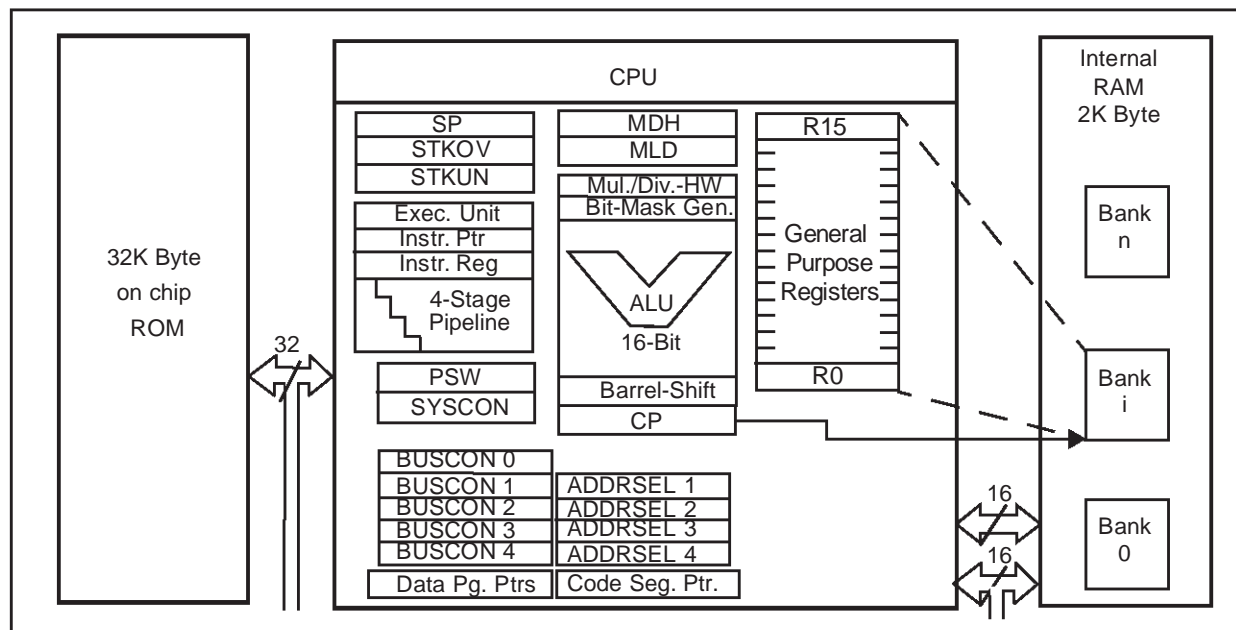 32K Byte
on chip
ROM
32
CPU
SP
STKOV
STKUN
Exec. Unit
Instr. Ptr
Instr. Reg
4-Stage
Pipeline
PSW
SYSCON
BUSCON 0
BUSCON 1
BUSCON 2
BUSCON 3
BUSCON 4
Data Pg. Ptrs
MDH
MLD
Mul./Div.-HW
Bit-Mask Gen.
ALU
16-Bit
Barrel-Shift
CP
ADDRSEL 1
ADDRSEL 2
ADDRSEL 3
ADDRSEL 4
Code Seg. Ptr.
R15
General
Purpose
Registers
R0
16
16
Internal
RAM
2K Byte
Bank
n
Bank
i
Bank
0